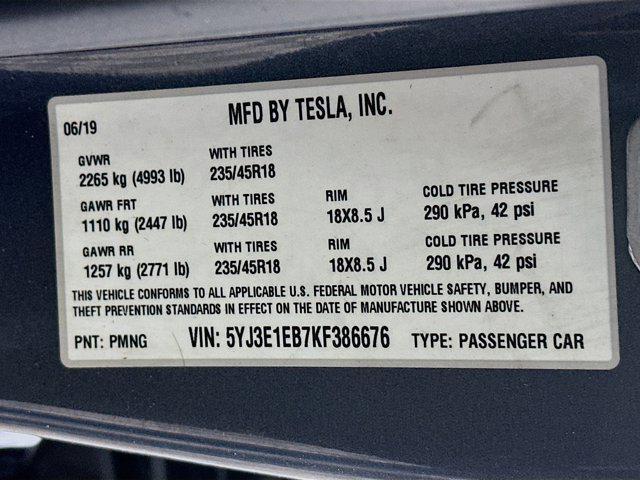 MFD BY TESLA, INC.
06/19
GVWR WITH TIRES
2265 kg (4993 lb) 235/45R18
GAWR FRT WITH TIRES RIM COLD TIRE PRESSURE
1110 kg (2447 lb) 235/45R18 18X8.5 J 290 kPa, 42 psi
GAWR RR WITH TIRES RIM COLD TIRE PRESSURE
1257 kg (2771 lb) 235/45R18 18X8.5 J 290 kPa, 42 psi
THIS VEHICLE CONFORMS TO ALL APPLICABLE U.S. FEDERAL MOTOR VEHICLE SAFETY, BUMPER, AND
THEFT PREVENTION STANDARDS IN EFFECT ON THE DATE OF MANUFACTURE SHOWN ABOVE.
PNT: PMNG VIN: 5YJ3E1EB7KF386676 TYPE: PASSENGER CAR